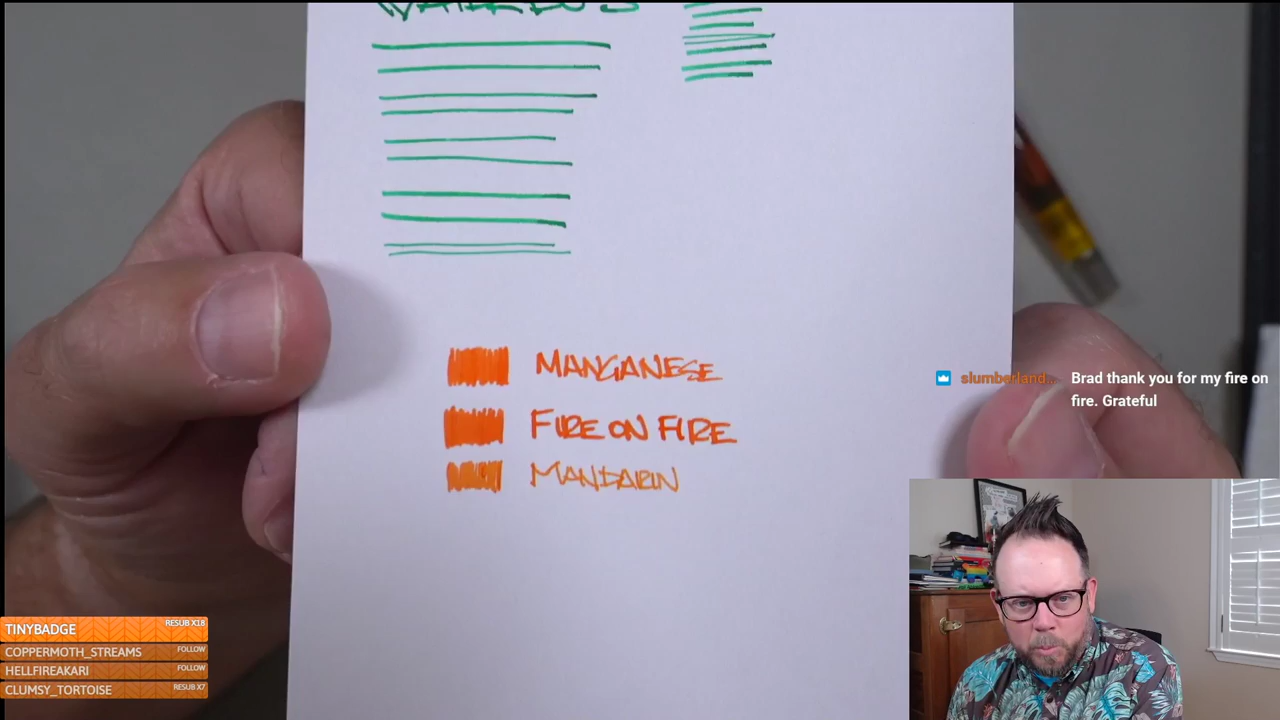 MANGANESE
FIRE ON FIRE
MANDARIN
slumberland...
Brad thank you for my fire on
fire. Grateful
TINYBADGE RESUB X18
COPPERMOTH_STREAMS FOLLOW
HELLFIREAKARI FOLLOW
CLUMSY_TORTOISE RESUB X7